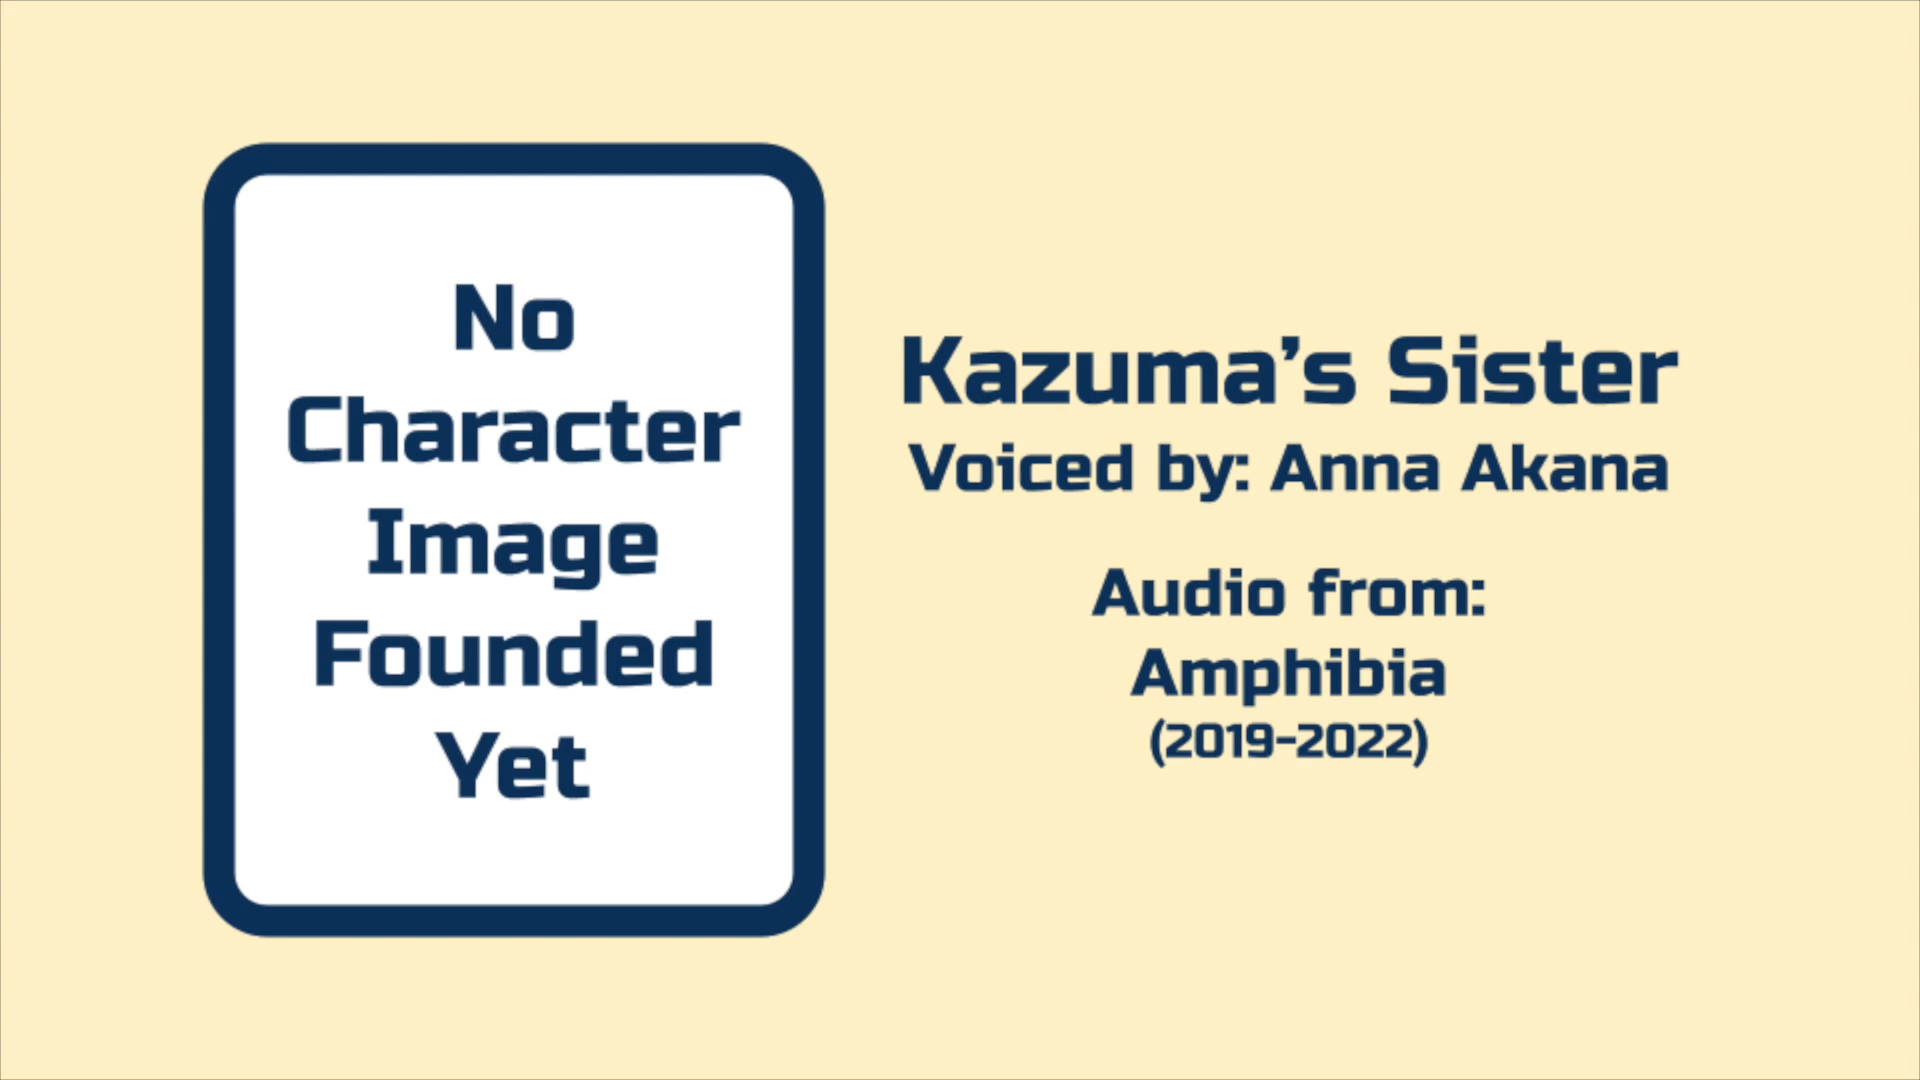 No
Character
Image
Founded
Yet
Kazuma’s Sister
Voiced by: Anna Akana
Audio from:
Amphibia
(2019-2022)